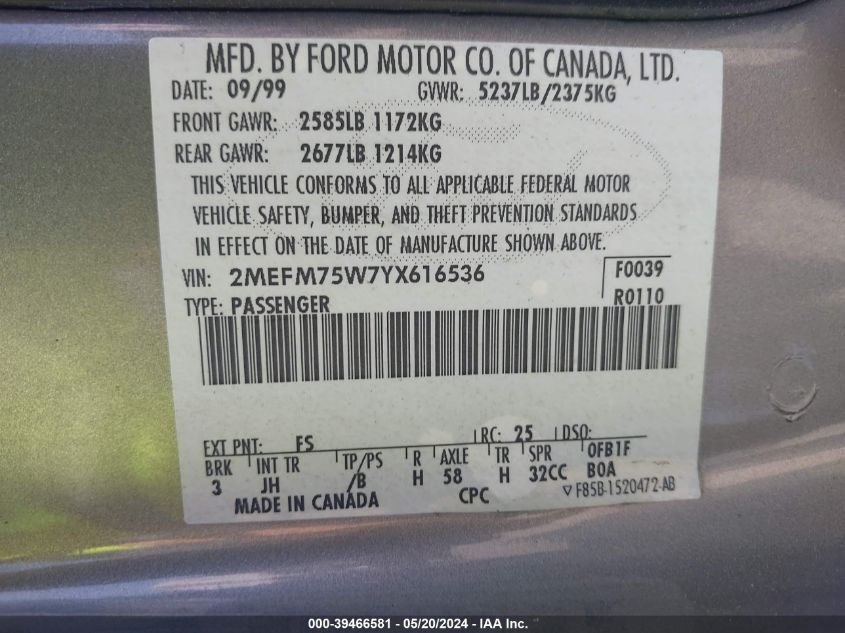 MFD. BY FORD MOTOR CO. OF CANADA, LTD.
DATE: 09/99 GVWR: 5237LB/2375KG
FRONT GAWR: 2585LB 1172KG
REAR GAWR: 2677LB 1214KG
THIS VEHICLE CONFORMS TO ALL APPLICABLE FEDERAL MOTOR
VEHICLE SAFETY, BUMPER, AND THEFT PREVENTION STANDARDS
IN EFFECT ON THE DATE OF MANUFACTURE SHOWN ABOVE.
VIN: 2MEFM75W7YX616536 F0039
TYPE: PASSENGER R0110
EXT PNT: FS RC: 25 DSO:
BRK INT TR TP/PS R AXLE TR SPR OFB1F
3 JH /B H 58 H 32CC BOA
MADE IN CANADA CPC ▽F85B-1520472-AB
000-39466581 / 05/20/2024 - IAA Inc.